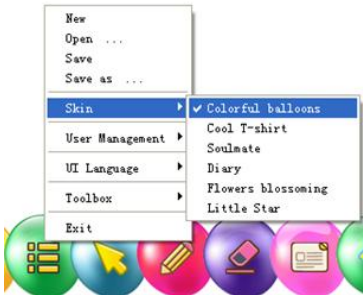 New
Open ...
Save
Save as ...
Skin
User Management
UI Language
Toolbox
Exit
Colorful balloons
Cool T-shirt
Soulmate
Diary
Flowers blossoming
Little Star